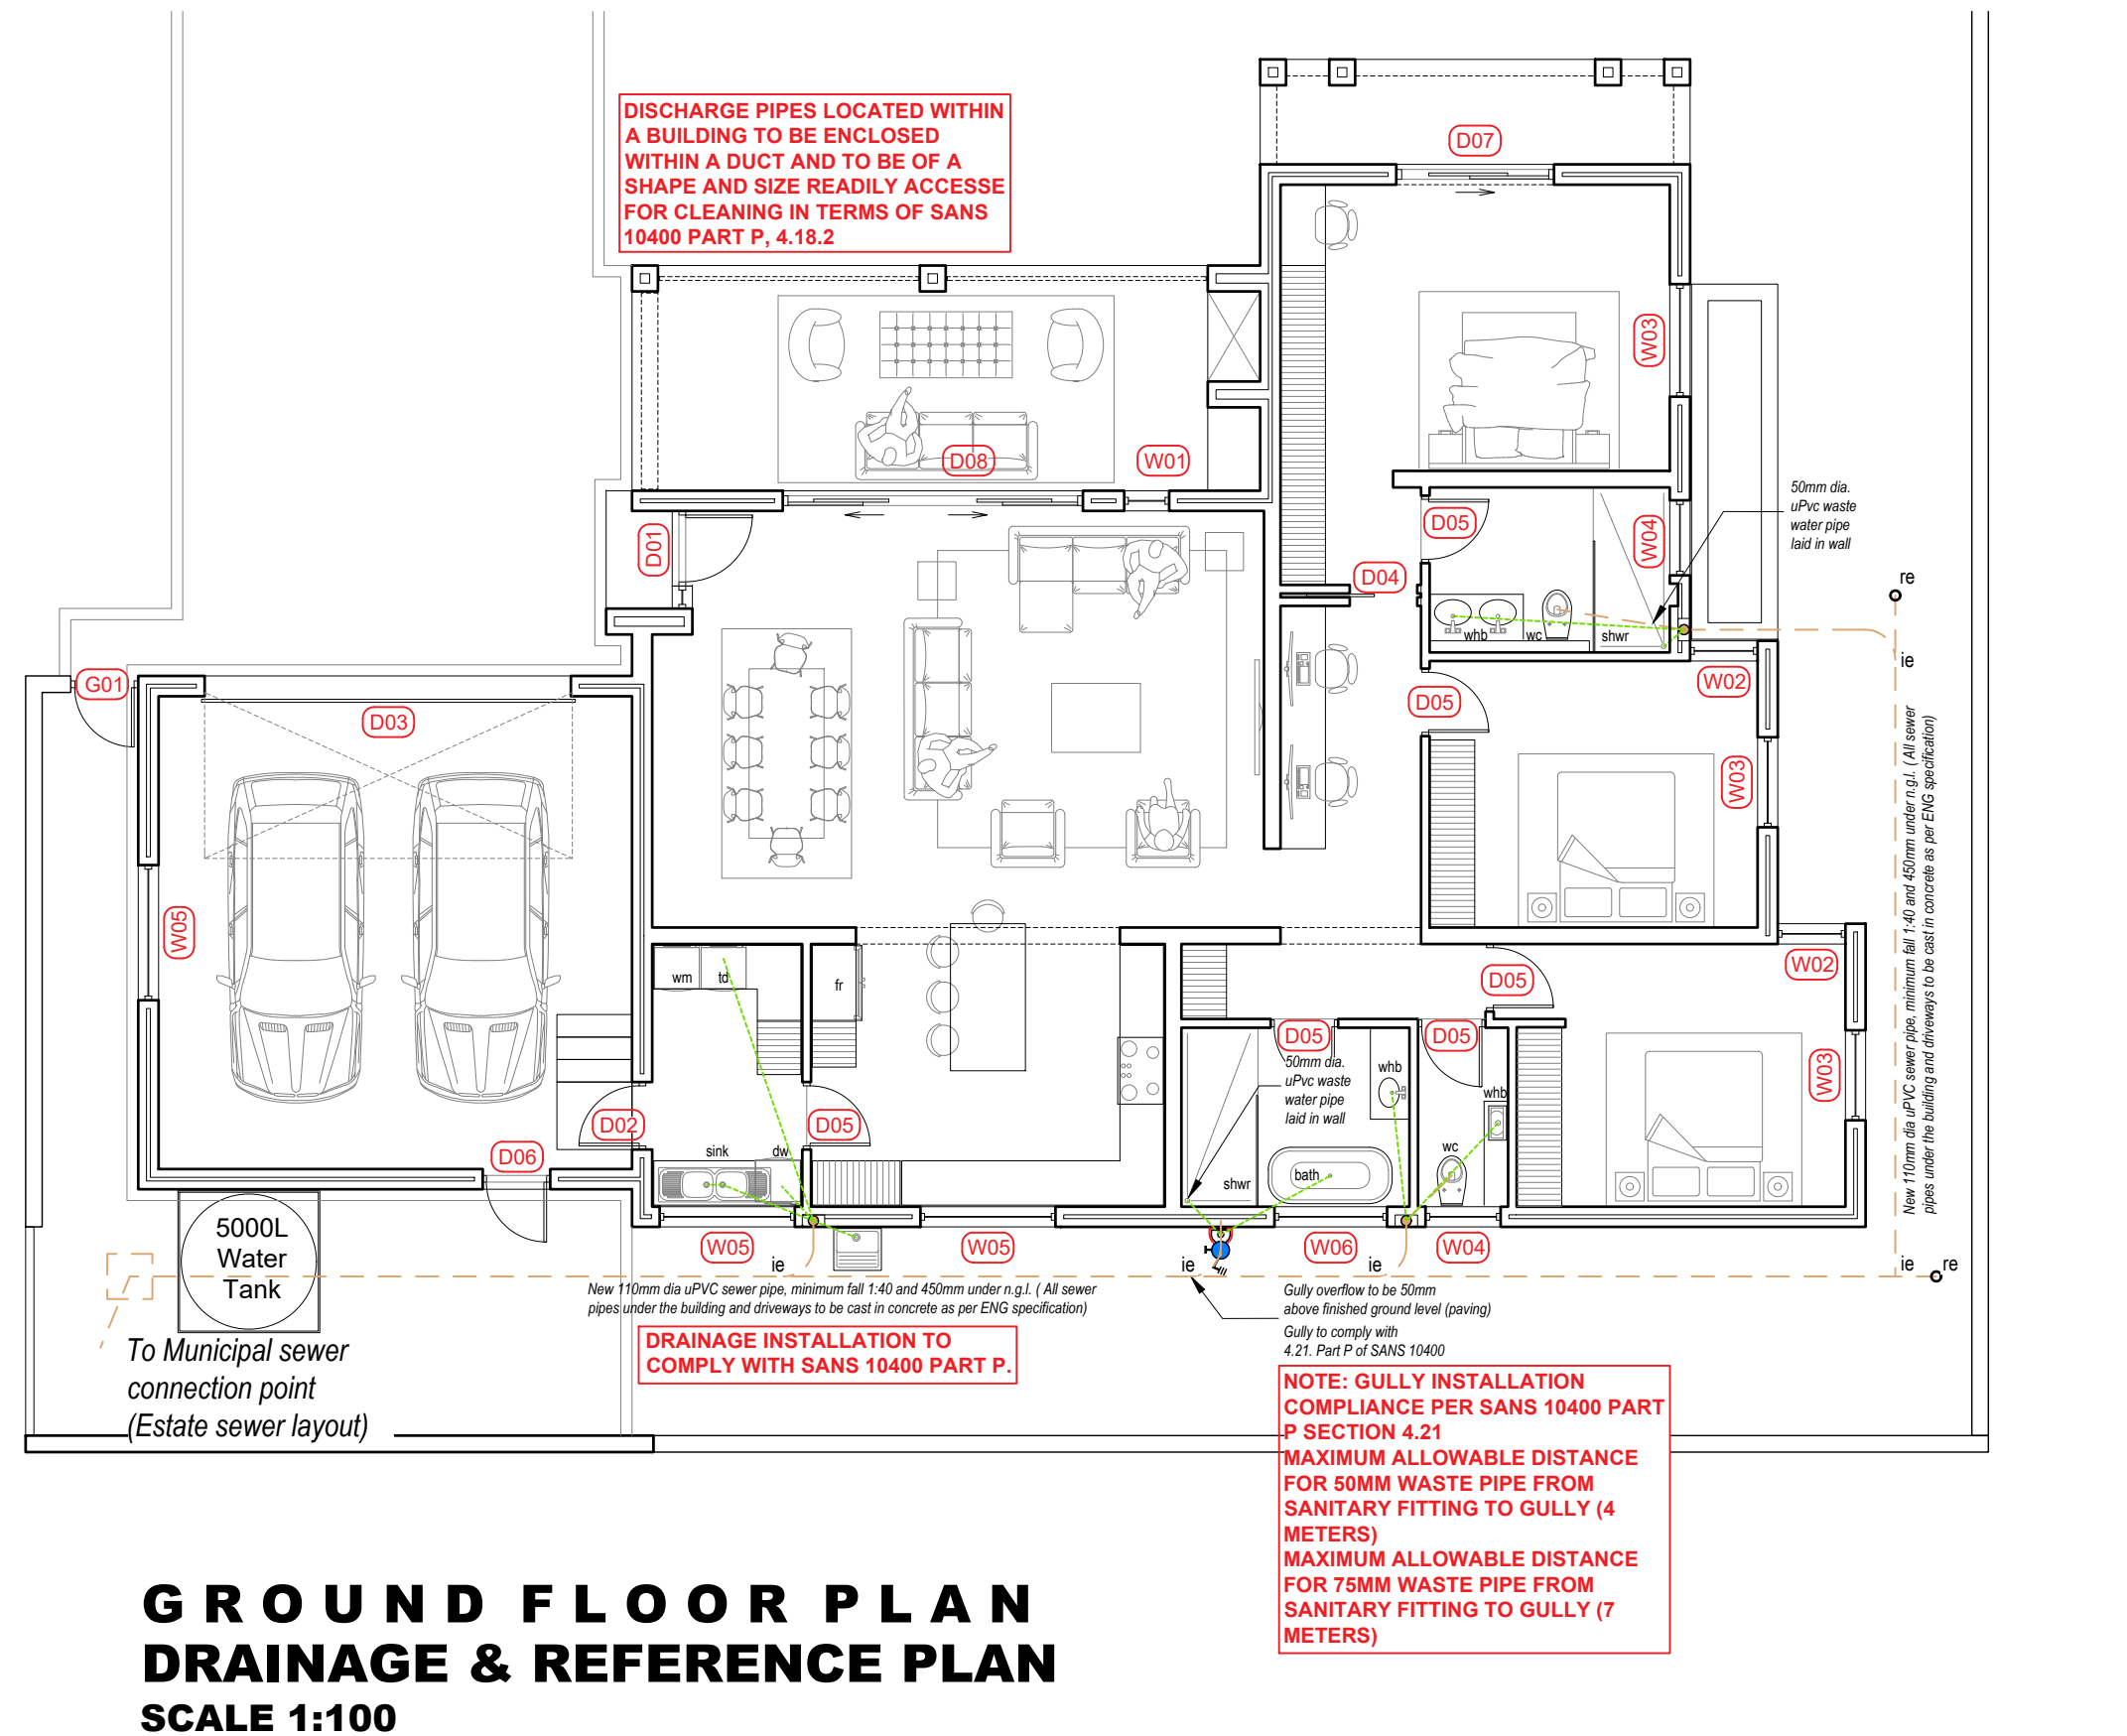 DISCHARGE PIPES LOCATED WITHIN
A BUILDING TO BE ENCLOSED
WITHIN A DUCT AND TO BE OF A
SHAPE AND SIZE READILY ACCESSE
FOR CLEANING IN TERMS OF SANS
10400 PART P, 4.18.2
D07
W03
D08
W01
50mm dia.
uPvc waste
water pipe
laid in wall
D01
D05
W04
D04
re
whb
wc
shwr
ie
G01
D03
W02
D05
W03
New 110mm dia uPVC sewer pipe, minimum fall 1:40 and 450mm under n.g.l. ( All sewer
pipes under the building and driveways to be cast in concrete as per ENG specification)
W05
wm
td
fr
W02
D05
D05
D05
50mm dia.
uPvc waste
water pipe
laid in wall
whb
whb
W03
D02
D05
D06
sink
dw
wc
bath
shwr
5000L
Water
Tank
W05
W05
W06
W04
ie
ie
ie
ie
re
New 110mm dia uPVC sewer pipe, minimum fall 1:40 and 450mm under n.g.l. ( All sewer
pipes under the building and driveways to be cast in concrete as per ENG specification)
Gully overflow to be 50mm
above finished ground level (paving)
Gully to comply with
4.21. Part P of SANS 10400
To Municipal sewer
connection point
(Estate sewer layout)
DRAINAGE INSTALLATION TO
COMPLY WITH SANS 10400 PART P.
NOTE: GULLY INSTALLATION
COMPLIANCE PER SANS 10400 PART
P SECTION 4.21
MAXIMUM ALLOWABLE DISTANCE
FOR 50MM WASTE PIPE FROM
SANITARY FITTING TO GULLY (4
METERS)
MAXIMUM ALLOWABLE DISTANCE
FOR 75MM WASTE PIPE FROM
SANITARY FITTING TO GULLY (7
METERS)
GROUND FLOOR PLAN
DRAINAGE & REFERENCE PLAN
SCALE 1:100